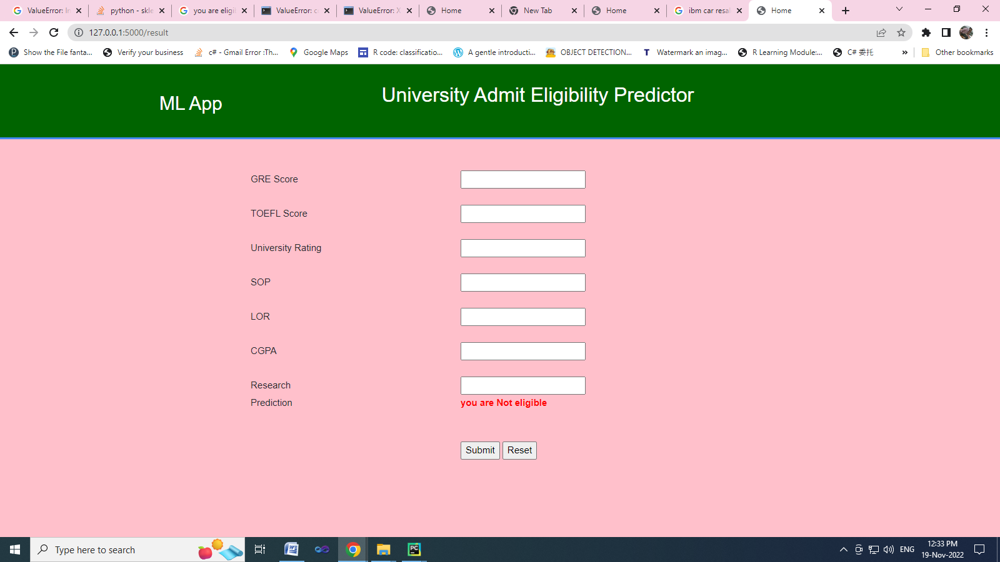 ValueError: In
python - skle
you are eligil
ValueError: c
ValueError: X
Home
New Tab
Home
ibm car resal
Home
127.0.0.1:5000/result
Show the File fanta...
Verify your business
c# - Gmail Error :Th...
Google Maps
R code: classificatio...
A gentle introducti...
OBJECT DETECTION...
Watermark an imag...
R Learning Module:...
C# 委托
»
Other bookmarks
ML App
University Admit Eligibility Predictor
GRE Score
TOEFL Score
University Rating
SOP
LOR
CGPA
Research
Prediction
you are Not eligible
Submit
Reset
Type here to search
ENG
12:33 PM
19-Nov-2022